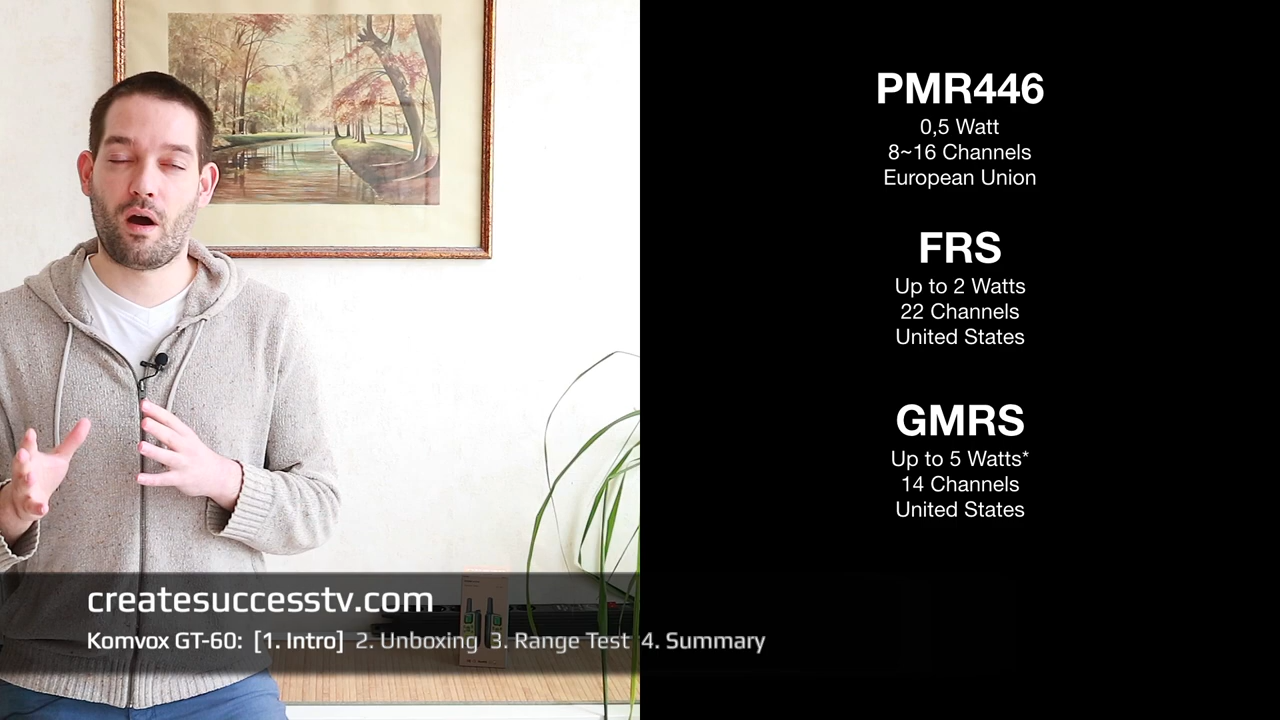 PMR446
0,5 Watt
8~16 Channels
European Union
FRS
Up to 2 Watts
22 Channels
United States
GMRS
Up to 5 Watts*
14 Channels
United States
createsuccesstv.com
Komvox GT-60: [1. Intro] 2. Unboxing 3. Range Test 4. Summary